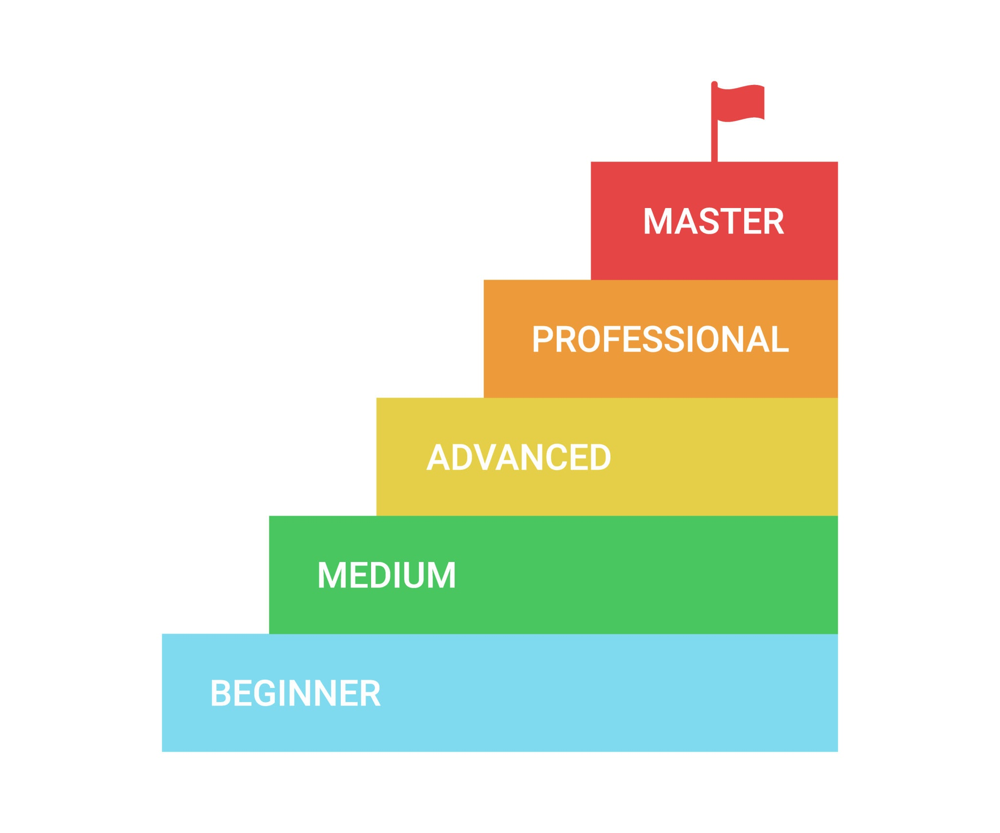 MASTER
PROFESSIONAL
ADVANCED
MEDIUM
BEGINNER